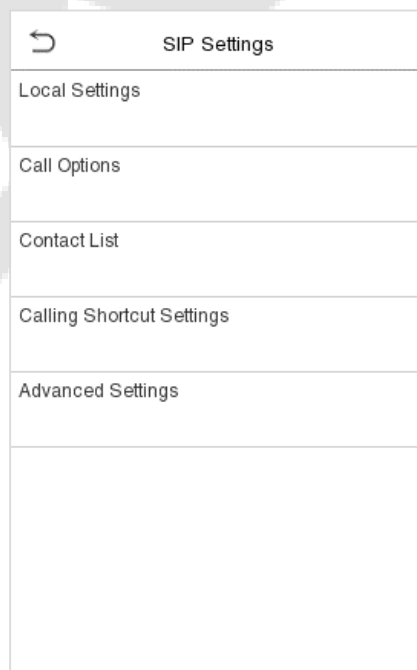 SIP Settings
Local Settings
Call Options
Contact List
Calling Shortcut Settings
Advanced Settings